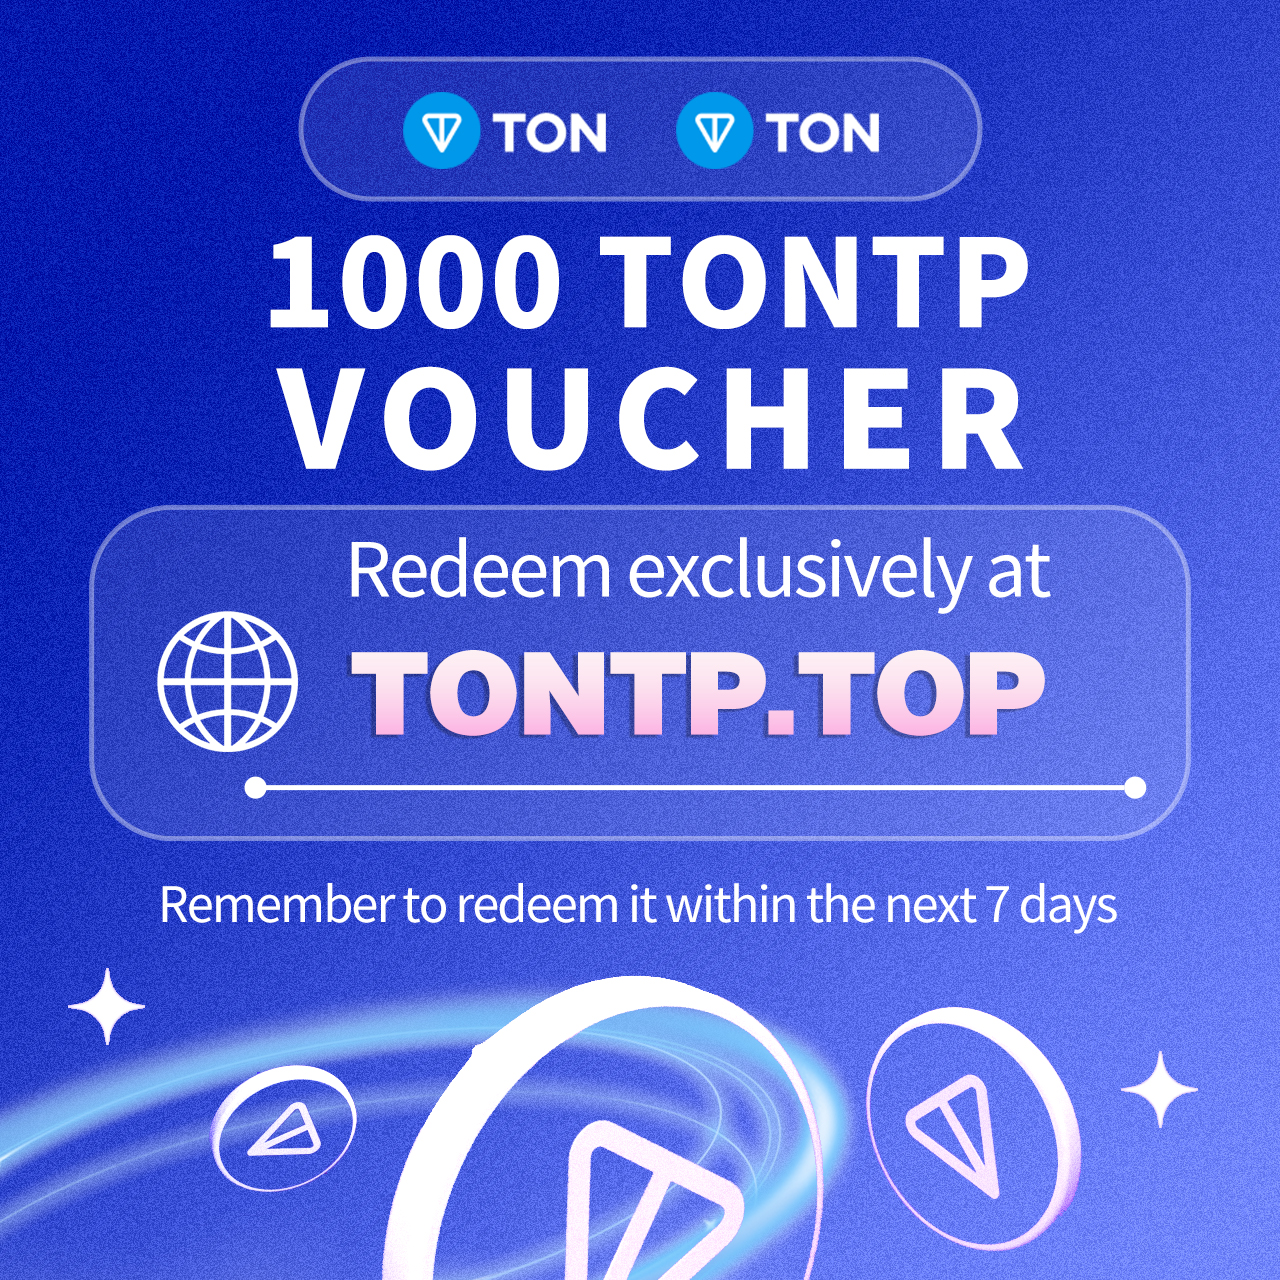 TON TON
1000 TONTP
VOUCHER
Redeem exclusively at
TONTP.TOP
Remember to redeem it within the next 7 days